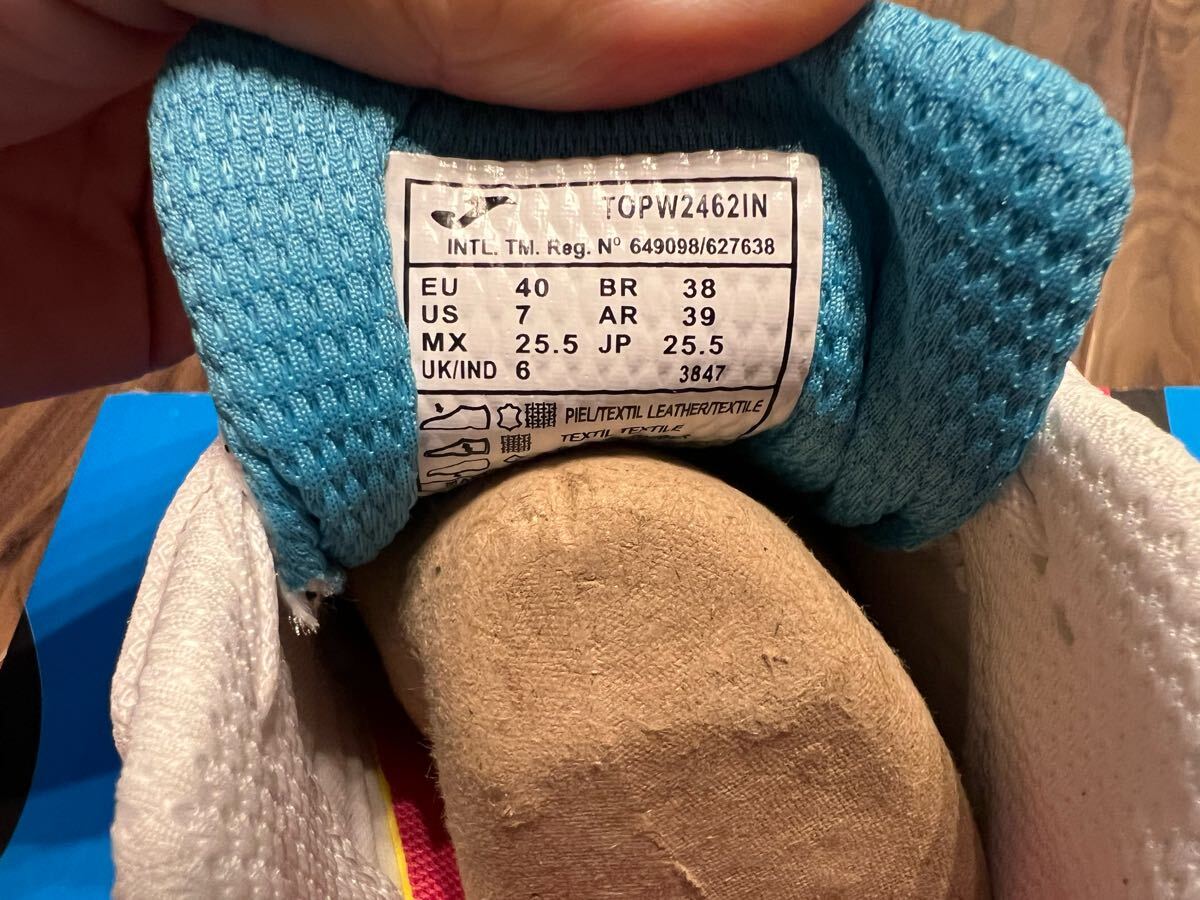 TOPW2462IN
INTL. TM. Reg. Nº 649098/627638
EU 40 BR 38
US 7 AR 39
MX 25.5 JP 25.5
UK/IND 6 3847
PIEL/TEXTIL LEATHER/TEXTILE
TEXTIL TEXTILE